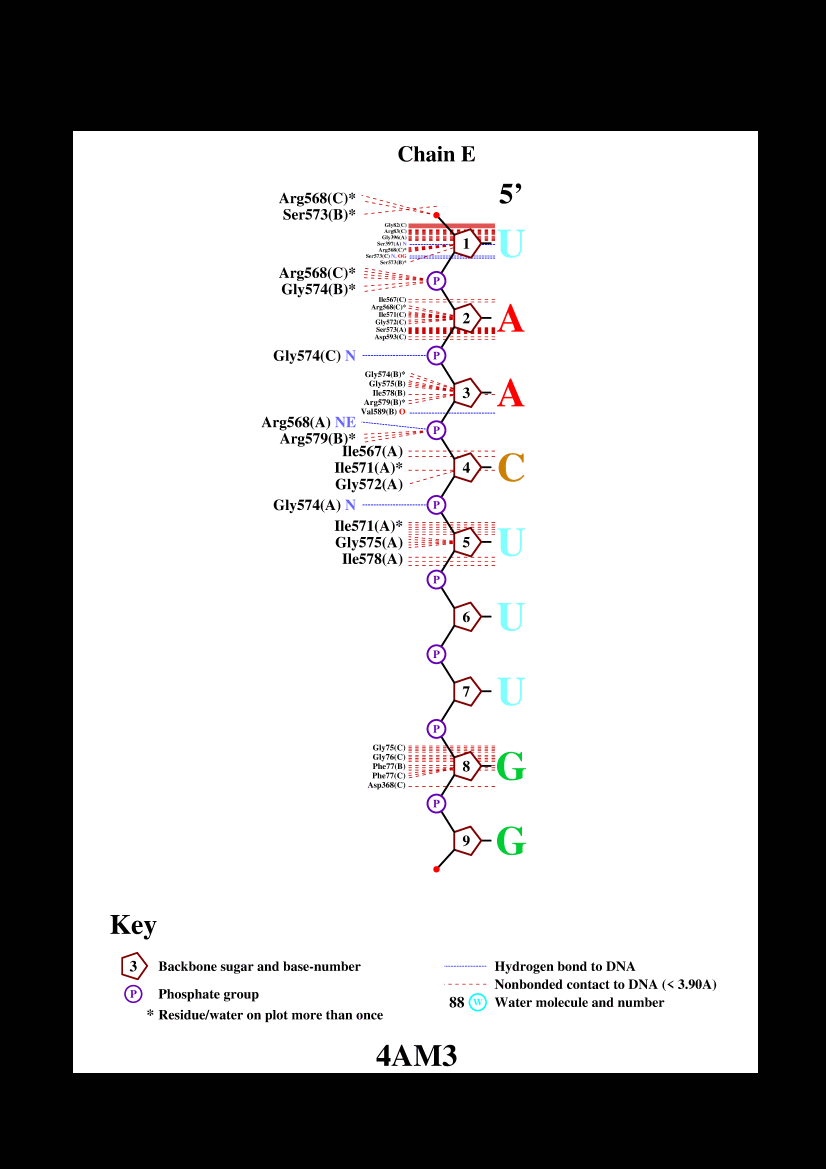 Chain E
5’
Arg568(C)*
Ser573(B)*
Gly82(C)
Arg83(C)
Gly396(A)
Ser397(A) N
Arg568(C)*
Ser573(C) N, OG
Ser573(B)*
1 U
Arg568(C)*
Gly574(B)*
P
Ile567(C)
Arg568(C)*
Ile571(C)
Gly572(C)
Ser573(A)
Asp593(C)
2 A
Gly574(C) N P
Gly574(B)*
Gly575(B)
Ile578(B)
Arg579(B)*
Val589(B) O
3 A
Arg568(A) NE
Arg579(B)*
P
Ile567(A)
Ile571(A)*
Gly572(A)
4 C
Gly574(A) N P
Ile571(A)*
Gly575(A)
Ile578(A)
5 U
P
6 U
P
7 U
P
Gly75(C)
Gly76(C)
Phe77(B)
Phe77(C)
Asp368(C)
8 G
P
9 G
Key
3 Backbone sugar and base-number
P Phosphate group
* Residue/water on plot more than once
Hydrogen bond to DNA
Nonbonded contact to DNA (< 3.90A)
88 W Water molecule and number
4AM3